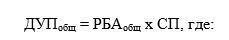 ДУПобщ = РБАобщ х СП, где: